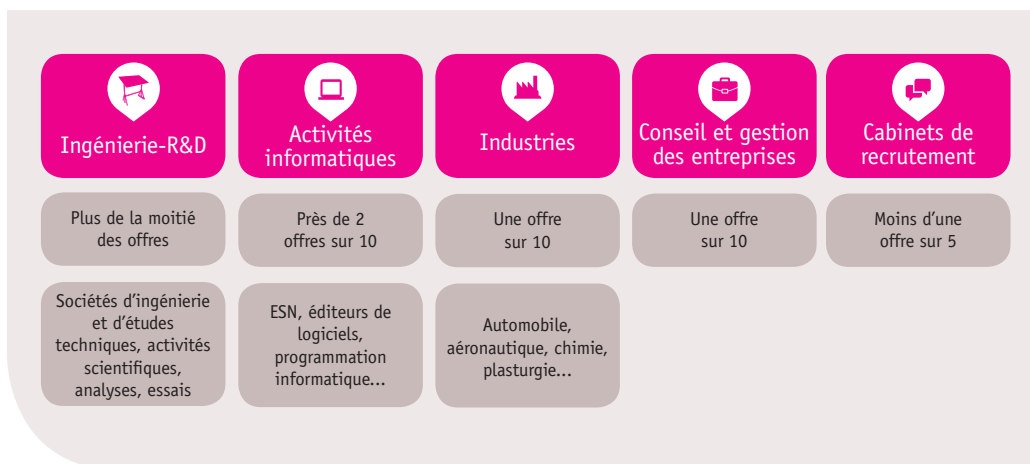 Ingénierie-R&D
Activités
informatiques
Industries
Conseil et gestion
des entreprises
Cabinets de
recrutement
Plus de la moitié
des offres
Près de 2
offres sur 10
Une offre
sur 10
Une offre
sur 10
Moins d'une
offre sur 5
Sociétés d'ingénierie
et d'études
techniques, activités
scientifiques,
analyses, essais
ESN, éditeurs de
logiciels,
programmation
informatique...
Automobile,
aéronautique, chimie,
plasturgie...